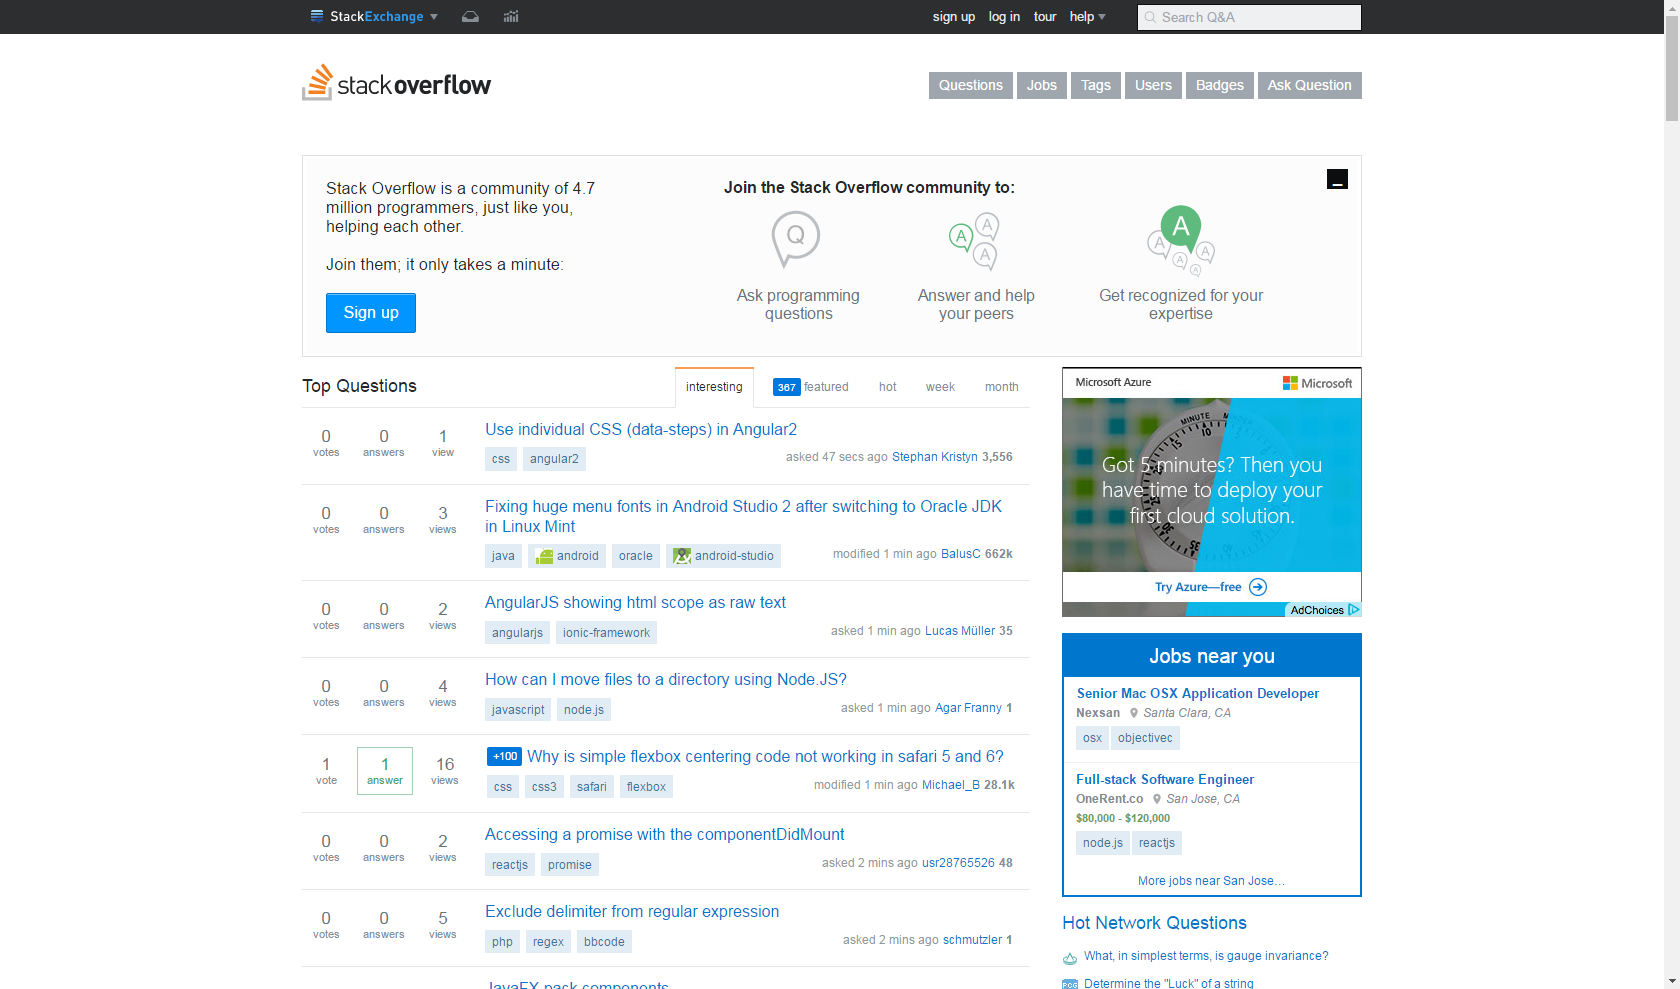 StackExchange
sign up log in tour help
Search Q&A
stackoverflow
Questions Jobs Tags Users Badges Ask Question
Stack Overflow is a community of 4.7
million programmers, just like you,
helping each other.
Join them; it only takes a minute:
Sign up
Join the Stack Overflow community to:
Q
A A A
A A A A A
Ask programming
questions
Answer and help
your peers
Get recognized for your
expertise
Top Questions
interesting 367 featured hot week month
0 votes 0 answers 1 view
Use individual CSS (data-steps) in Angular2
css angular2
asked 47 secs ago Stephan Kristyn 3,556
0 votes 0 answers 3 views
Fixing huge menu fonts in Android Studio 2 after switching to Oracle JDK
in Linux Mint
java android oracle android-studio
modified 1 min ago BalusC 662k
0 votes 0 answers 2 views
AngularJS showing html scope as raw text
angularjs ionic-framework
asked 1 min ago Lucas Müller 35
0 votes 0 answers 4 views
How can I move files to a directory using Node.JS?
javascript node.js
asked 1 min ago Agar Franny 1
1 vote 1 answer 16 views
+100 Why is simple flexbox centering code not working in safari 5 and 6?
css css3 safari flexbox
modified 1 min ago Michael_B 28.1k
0 votes 0 answers 2 views
Accessing a promise with the componentDidMount
reactjs promise
asked 2 mins ago usr28765526 48
0 votes 0 answers 5 views
Exclude delimiter from regular expression
php regex bbcode
asked 2 mins ago schmutzler 1
JavaFX pack components
Microsoft Azure
Microsoft
MINUTE
Got 5 minutes? Then you
have time to deploy your
first cloud solution.
Try Azure—free
AdChoices
Jobs near you
Senior Mac OSX Application Developer
Nexsan Santa Clara, CA
osx objectivec
Full-stack Software Engineer
OneRent.co San Jose, CA
$80,000 - $120,000
node.js reactjs
More jobs near San Jose…
Hot Network Questions
What, in simplest terms, is gauge invariance?
PCG Determine the "Luck" of a string